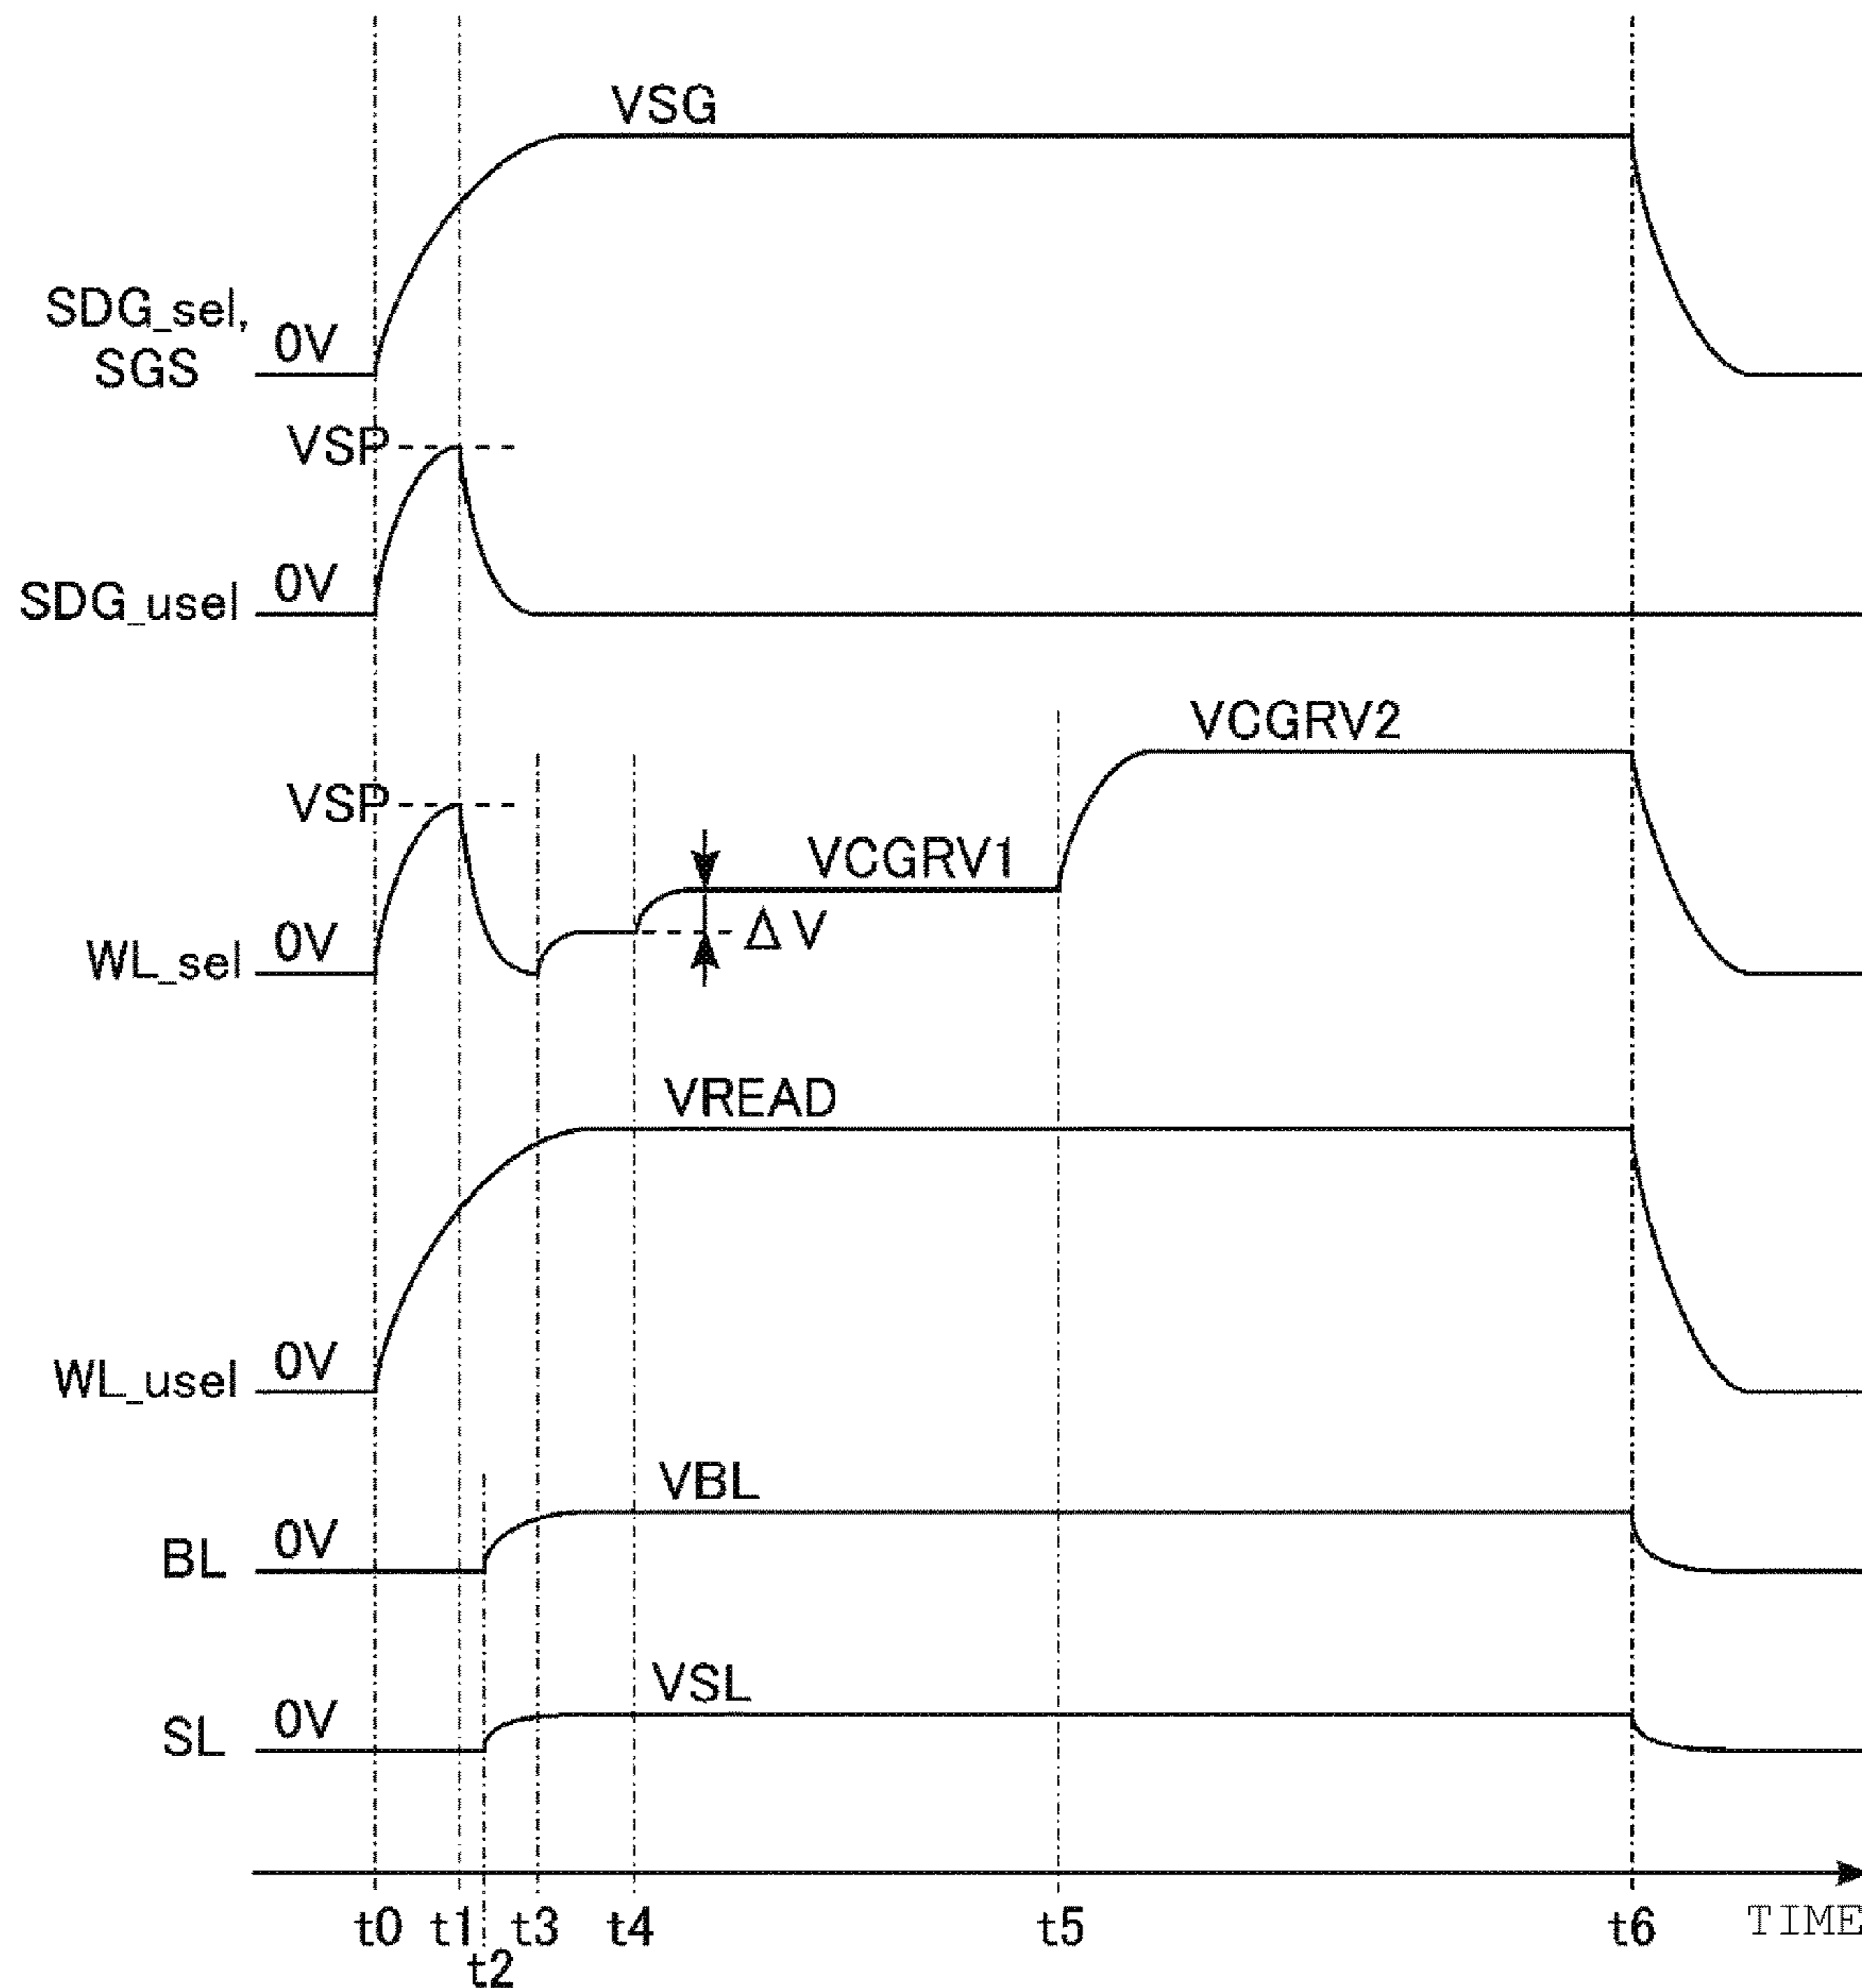 VSG
SDG_sel,
SGS
0V
VSP
0V
SDG_usel
VCGRV2
VSP
VCGRV1
ΔV
0V
WL_sel
VREAD
0V
WL_usel
VBL
0V
BL
VSL
0V
SL
t0 t1 t3 t4 t5 t6 TIME
t2